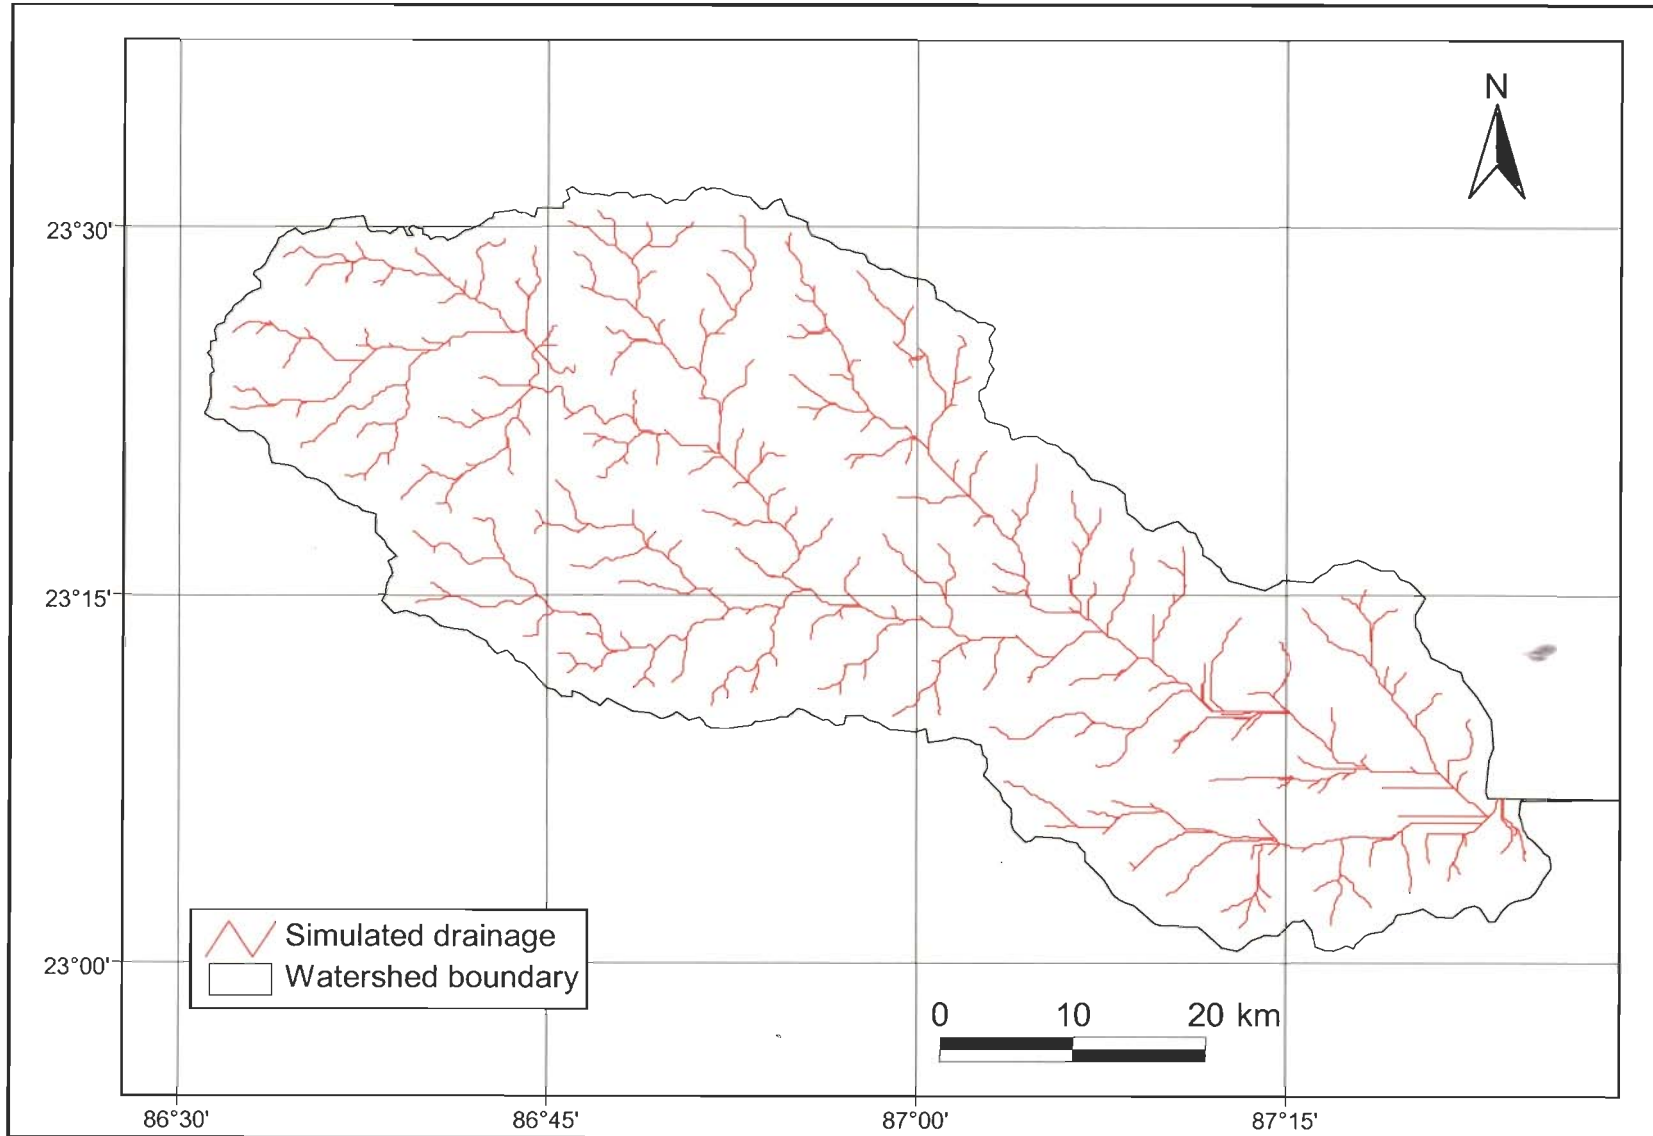 N
23°30'
23°15'
23°00'
Simulated drainage
Watershed boundary
0 10 20 km
86°30' 86°45' 87°00' 87°15'